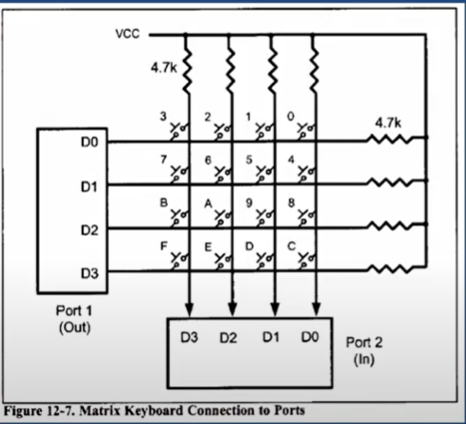 VCC
4.7k
3 2 1 0
4.7k
D0
7 6 5 4
D1
B A 9 8
D2
F E D C
D3
Port 1
(Out)
D3 D2 D1 D0
Port 2
(In)
Figure 12-7. Matrix Keyboard Connection to Ports